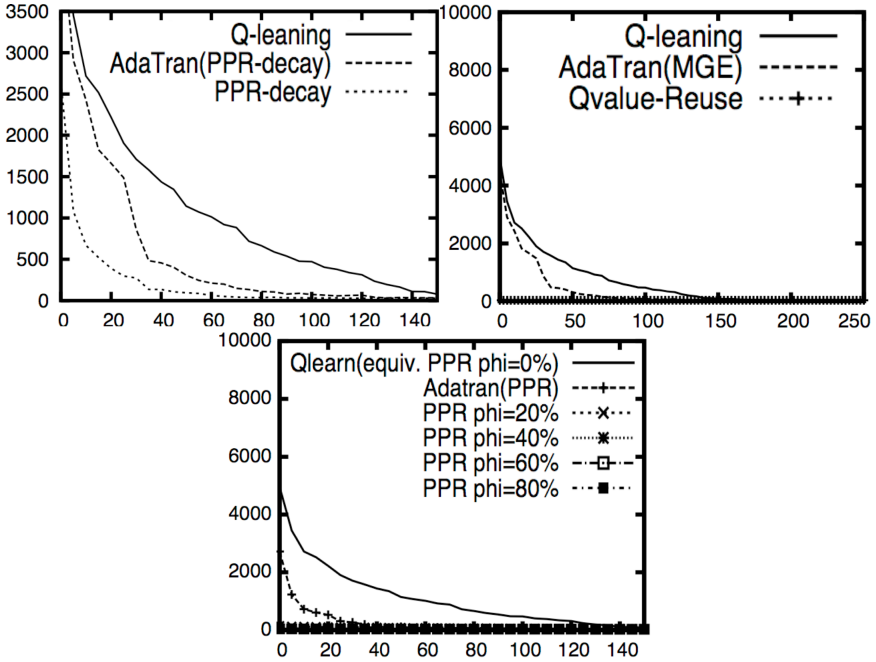 3500
3000
2500
2000
1500
1000
500
0
Q-leaning
AdaTran(PPR-decay)
PPR-decay
0 20 40 60 80 100 120 140
10000
8000
6000
4000
2000
0
Q-leaning
AdaTran(MGE)
Qvalue-Reuse
0 50 100 150 200 250
10000
8000
6000
4000
2000
0
Qlearn(equiv. PPR phi=0%)
Adatran(PPR)
PPR phi=20%
PPR phi=40%
PPR phi=60%
PPR phi=80%
0 20 40 60 80 100 120 140